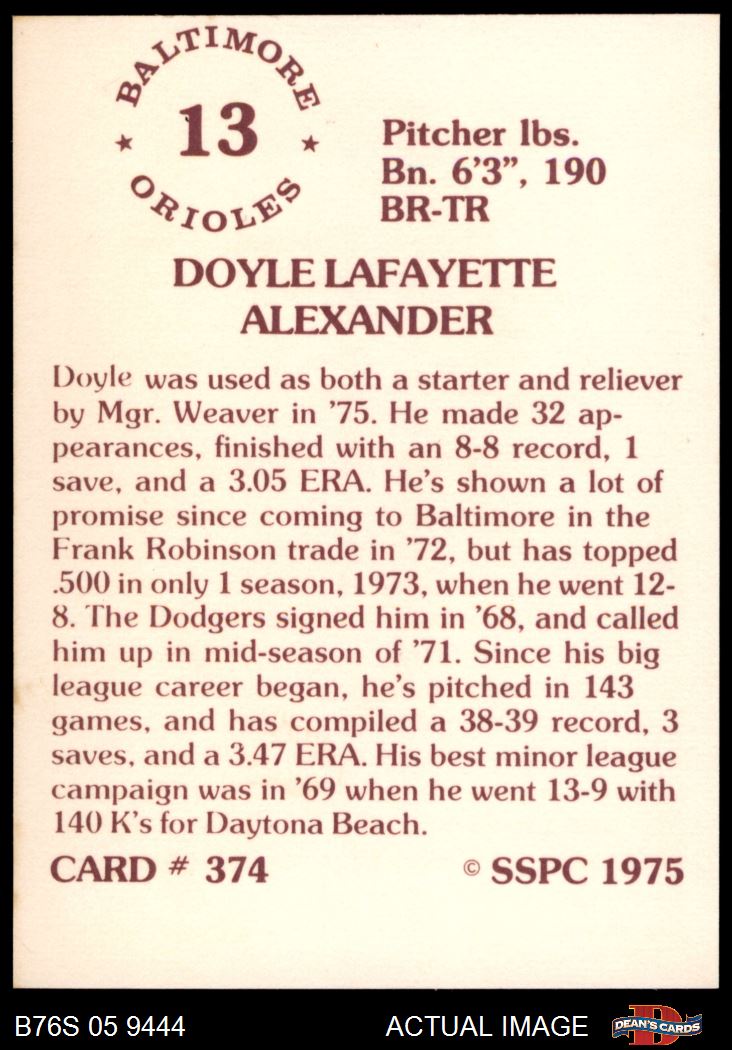 BALTIMORE
13
ORIOLES
Pitcher lbs.
Bn. 6'3", 190
BR-TR
DOYLE LAFAYETTE
ALEXANDER
Doyle was used as both a starter and reliever
by Mgr. Weaver in '75. He made 32 ap-
pearances, finished with an 8-8 record, 1
save, and a 3.05 ERA. He's shown a lot of
promise since coming to Baltimore in the
Frank Robinson trade in '72, but has topped
.500 in only 1 season, 1973, when he went 12-
8. The Dodgers signed him in '68, and called
him up in mid-season of '71. Since his big
league career began, he's pitched in 143
games, and has compiled a 38-39 record, 3
saves, and a 3.47 ERA. His best minor league
campaign was in '69 when he went 13-9 with
140 K's for Daytona Beach.
CARD # 374 © SSPC 1975
B76S 05 9444 ACTUAL IMAGE D DEAN'S CARDS